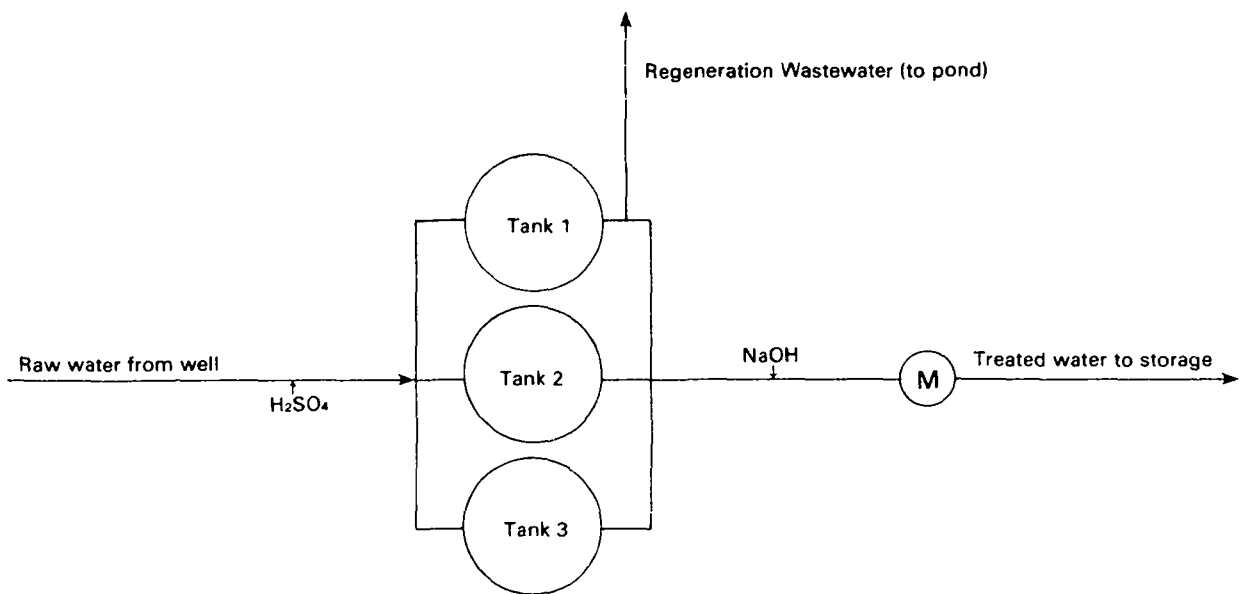 Regeneration Wastewater (to pond)
Tank 1
Raw water from well
H₂SO₄
Tank 2
NaOH
M
Treated water to storage
Tank 3